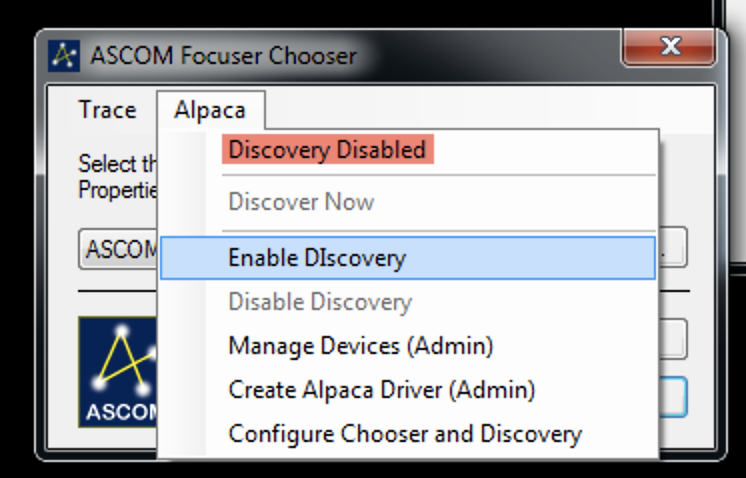 ASCOM Focuser Chooser
X
Trace Alpaca
Select th
Propertie
ASCOM
Discovery Disabled
Discover Now
Enable DIscovery
Disable Discovery
Manage Devices (Admin)
Create Alpaca Driver (Admin)
Configure Chooser and Discovery
ASCOM